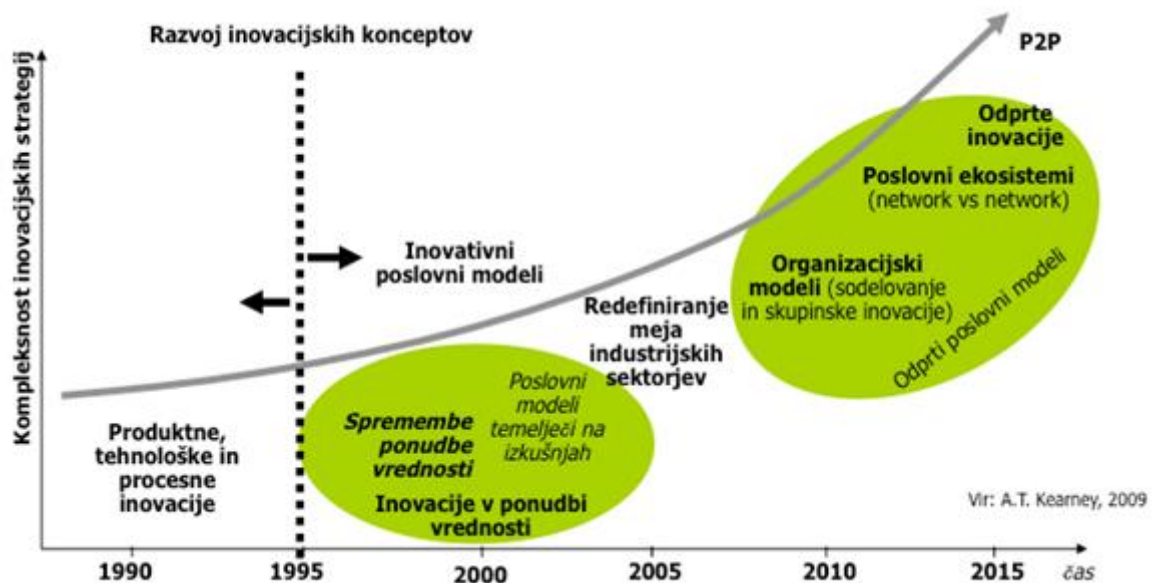 Razvoj inovacijskih konceptov
P2P
Kompleksnost inovacijskih strategij
Odprte
inovacije
Poslovni ekosistemi
(network vs network)
Inovativni
poslovni modeli
Organizacijski
modeli (sodelovanje
in skupinske inovacije)
Odprti poslovni modeli
Redefiniranje
meja
industrijskih
sektorjev
Poslovni
modeli
temelječi na
izkušnjah
Spremembe
ponudbe
vrednosti
Inovacije v ponudbi
vrednosti
Produktne,
tehnološke in
procesne
inovacije
Vir: A.T. Kearney, 2009
1990 1995 2000 2005 2010 2015 čas